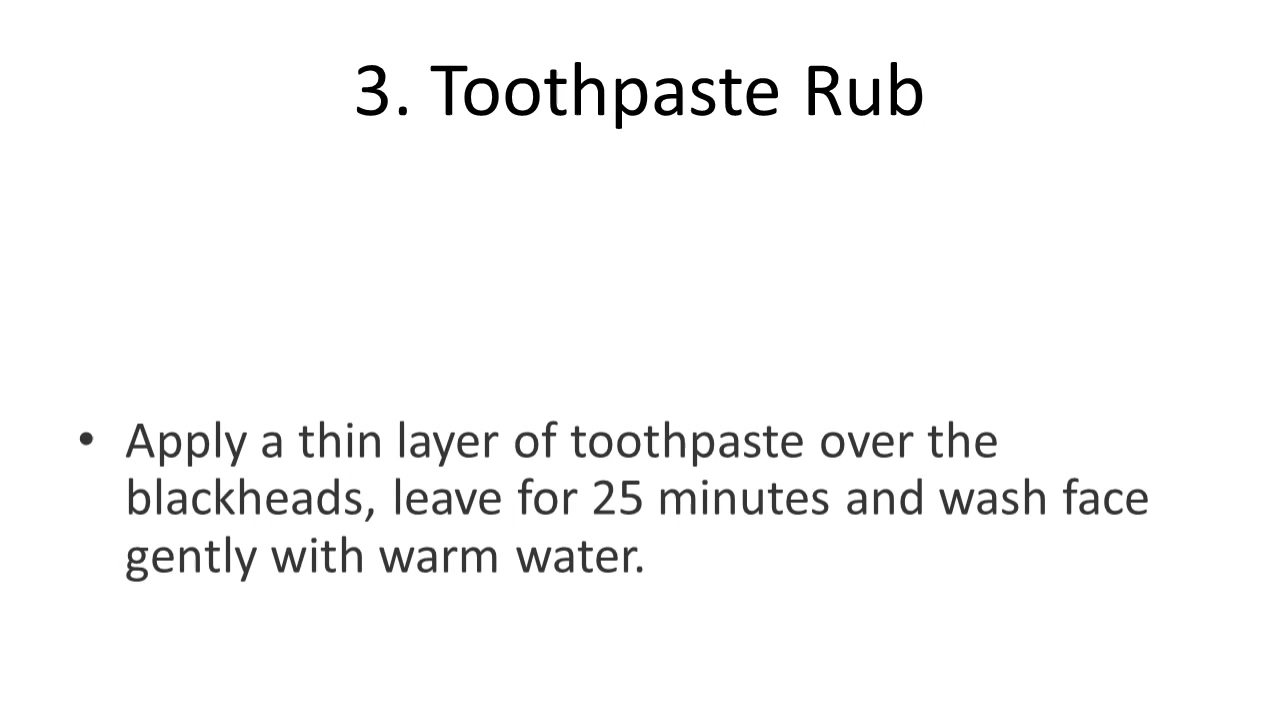 3. Toothpaste Rub
• Apply a thin layer of toothpaste over the
blackheads, leave for 25 minutes and wash face
gently with warm water.